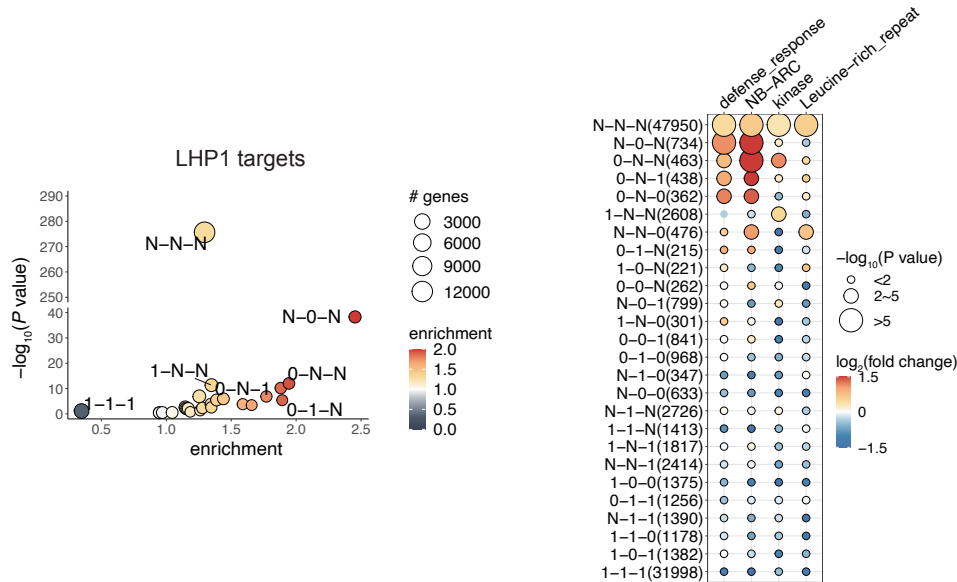 LHP1 targets
−log10(P value)
290
280
270
260
250
40
30
20
10
0
0.5
1.0
1.5
2.0
2.5
enrichment
N−N−N
N−0−N
1−N−N
0−N−N
0−N−1
0−1−N
1−1−1
# genes
3000
6000
9000
12000
enrichment
2.0
1.5
1.0
0.5
0.0
defense_response
NB−ARC
kinase
Leucine−rich_repeat
N−N−N(47950)
N−0−N(734)
0−N−N(463)
0−N−1(438)
0−N−0(362)
1−N−N(2608)
N−N−0(476)
0−1−N(215)
1−0−N(221)
0−0−N(262)
N−0−1(799)
1−N−0(301)
0−0−1(841)
0−1−0(968)
N−1−0(347)
N−0−0(633)
N−1−N(2726)
1−1−N(1413)
1−N−1(1817)
N−N−1(2414)
1−0−0(1375)
0−1−1(1256)
N−1−1(1390)
1−1−0(1178)
1−0−1(1382)
1−1−1(31998)
−log10(P value)
<2
2~5
>5
log2(fold change)
1.5
0
−1.5